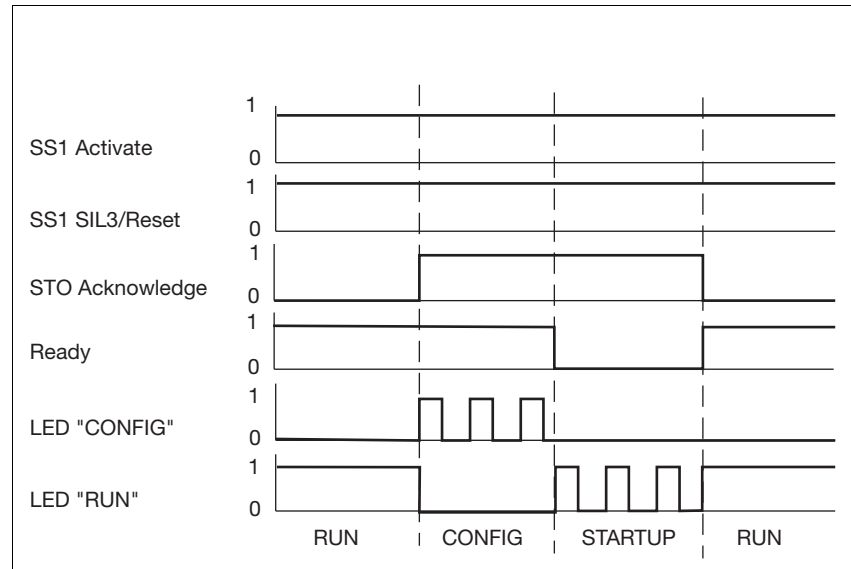 1
SS1 Activate
0
1
SS1 SIL3/Reset
0
1
STO Acknowledge
0
1
Ready
0
1
LED "CONFIG"
0
1
LED "RUN"
0
RUN CONFIG STARTUP RUN